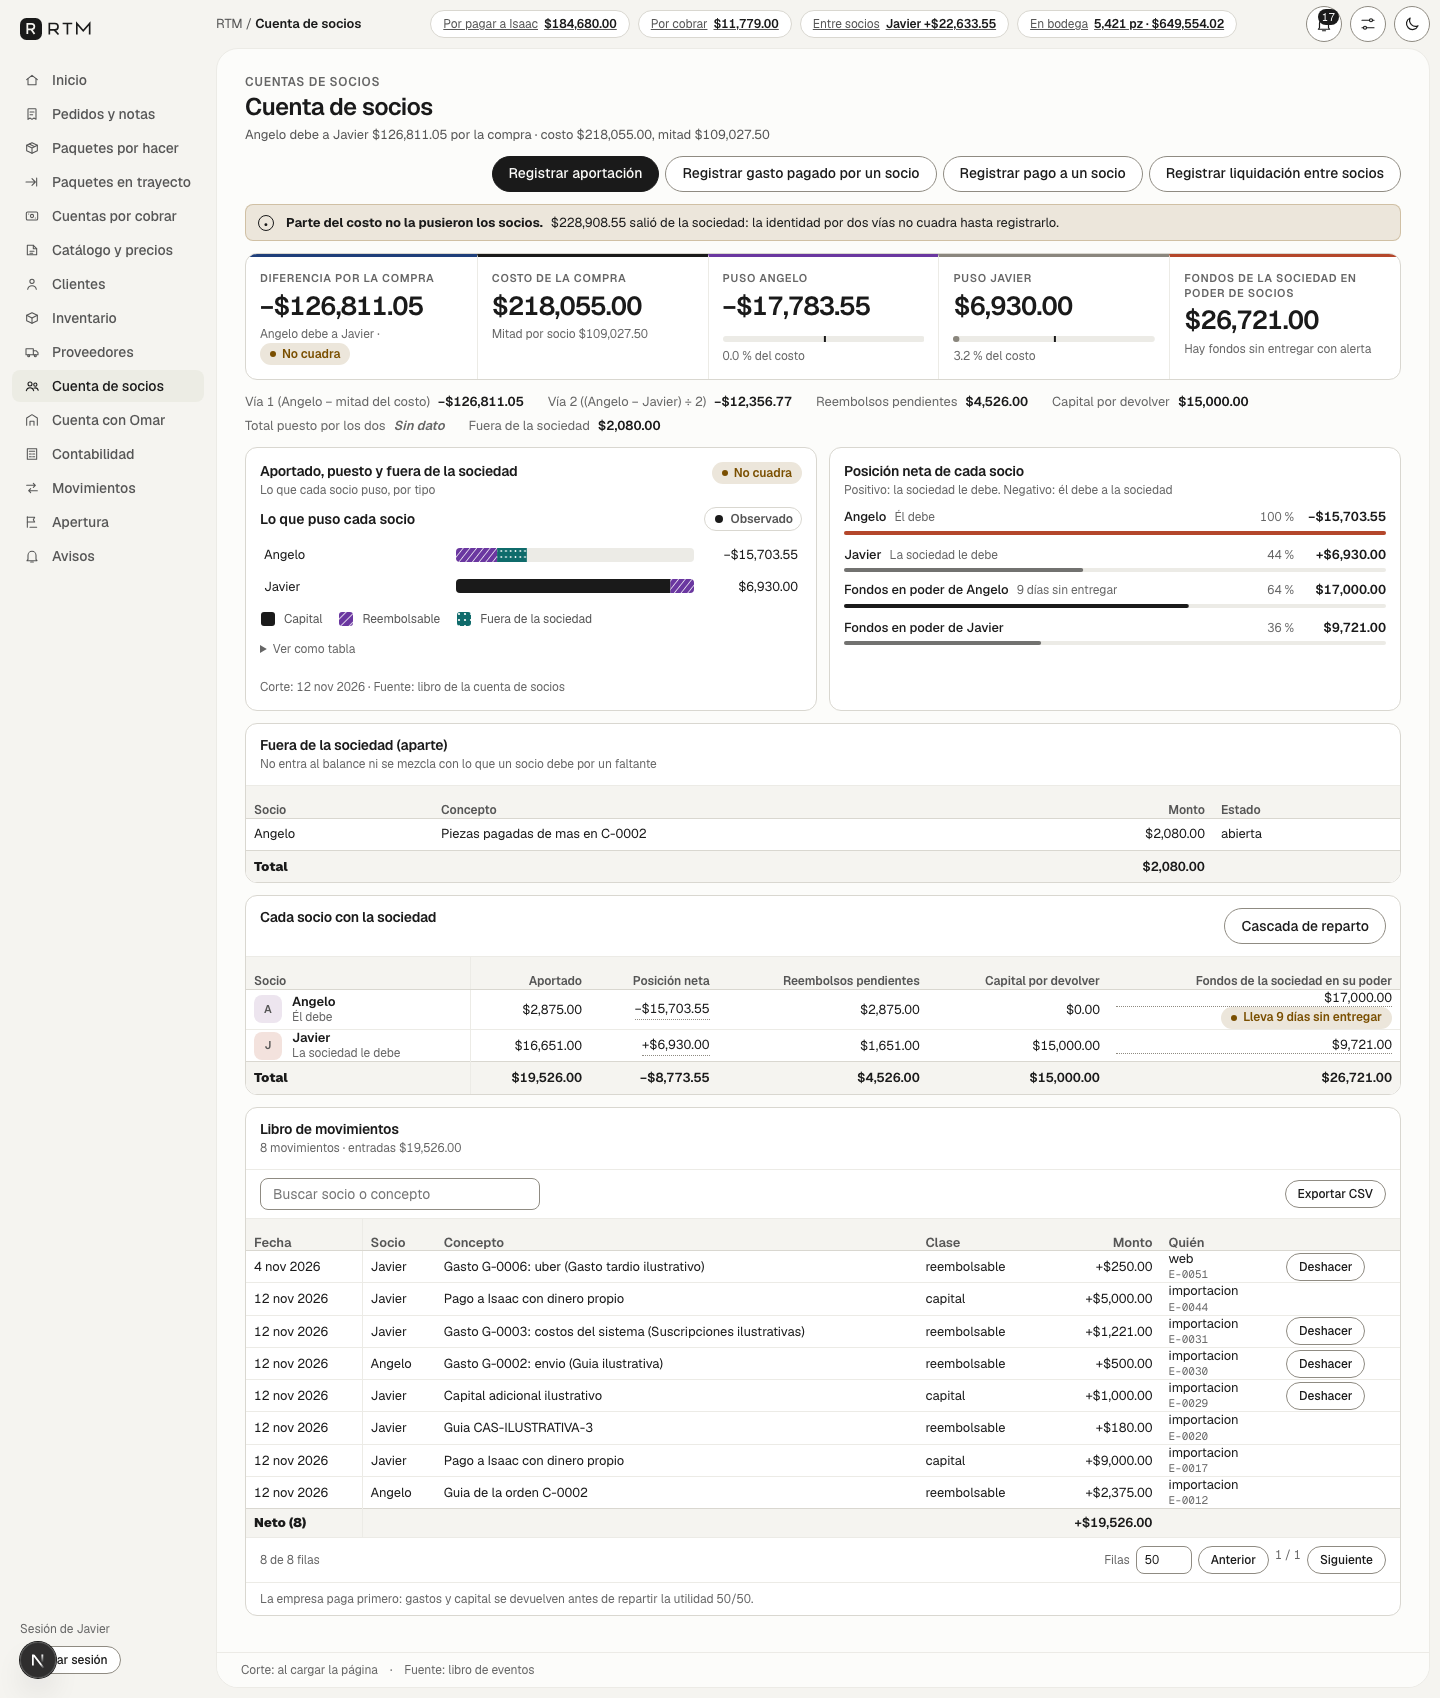 R RTM
RTM / Cuenta de socios
Por pagar a Isaac $184,680.00
Por cobrar $11,779.00
Entre socios Javier +$22,633.55
En bodega 5,421 pz · $649,554.02
17
Inicio
Pedidos y notas
Paquetes por hacer
Paquetes en trayecto
Cuentas por cobrar
Catálogo y precios
Clientes
Inventario
Proveedores
Cuenta de socios
Cuenta con Omar
Contabilidad
Movimientos
Apertura
Avisos
Sesión de Javier
N ar sesión
CUENTAS DE SOCIOS
Cuenta de socios
Angelo debe a Javier $126,811.05 por la compra · costo $218,055.00, mitad $109,027.50
Registrar aportación
Registrar gasto pagado por un socio
Registrar pago a un socio
Registrar liquidación entre socios
Parte del costo no la pusieron los socios. $228,908.55 salió de la sociedad: la identidad por dos vías no cuadra hasta registrarlo.
DIFERENCIA POR LA COMPRA
−$126,811.05
Angelo debe a Javier ·
No cuadra
COSTO DE LA COMPRA
$218,055.00
Mitad por socio $109,027.50
PUSO ANGELO
−$17,783.55
0.0 % del costo
PUSO JAVIER
$6,930.00
3.2 % del costo
FONDOS DE LA SOCIEDAD EN
PODER DE SOCIOS
$26,721.00
Hay fondos sin entregar con alerta
Vía 1 (Angelo − mitad del costo) −$126,811.05
Vía 2 ((Angelo − Javier) ÷ 2) −$12,356.77
Reembolsos pendientes $4,526.00
Capital por devolver $15,000.00
Total puesto por los dos Sin dato
Fuera de la sociedad $2,080.00
Aportado, puesto y fuera de la sociedad
No cuadra
Lo que cada socio puso, por tipo
Lo que puso cada socio
Observado
Angelo −$15,703.55
Javier $6,930.00
Capital Reembolsable Fuera de la sociedad
Ver como tabla
Corte: 12 nov 2026 · Fuente: libro de la cuenta de socios
Posición neta de cada socio
Positivo: la sociedad le debe. Negativo: él debe a la sociedad
Angelo Él debe 100 % −$15,703.55
Javier La sociedad le debe 44 % +$6,930.00
Fondos en poder de Angelo 9 días sin entregar 64 % $17,000.00
Fondos en poder de Javier 36 % $9,721.00
Fuera de la sociedad (aparte)
No entra al balance ni se mezcla con lo que un socio debe por un faltante
Socio Concepto Monto Estado
Angelo Piezas pagadas de mas en C-0002 $2,080.00 abierta
Total $2,080.00
Cada socio con la sociedad
Cascada de reparto
Socio Aportado Posición neta Reembolsos pendientes Capital por devolver Fondos de la sociedad en su poder
A Angelo Él debe $2,875.00 −$15,703.55 $2,875.00 $0.00 $17,000.00
Lleva 9 días sin entregar
J Javier La sociedad le debe $16,651.00 +$6,930.00 $1,651.00 $15,000.00 $9,721.00
Total $19,526.00 −$8,773.55 $4,526.00 $15,000.00 $26,721.00
Libro de movimientos
8 movimientos · entradas $19,526.00
Buscar socio o concepto
Exportar CSV
Fecha Socio Concepto Clase Monto Quién
4 nov 2026 Javier Gasto G-0006: uber (Gasto tardio ilustrativo) reembolsable +$250.00 web E-0051 Deshacer
12 nov 2026 Javier Pago a Isaac con dinero propio capital +$5,000.00 importacion E-0044
12 nov 2026 Javier Gasto G-0003: costos del sistema (Suscripciones ilustrativas) reembolsable +$1,221.00 importacion E-0031 Deshacer
12 nov 2026 Angelo Gasto G-0002: envio (Guia ilustrativa) reembolsable +$500.00 importacion E-0030 Deshacer
12 nov 2026 Javier Capital adicional ilustrativo capital +$1,000.00 importacion E-0029 Deshacer
12 nov 2026 Javier Guia CAS-ILUSTRATIVA-3 reembolsable +$180.00 importacion E-0020
12 nov 2026 Javier Pago a Isaac con dinero propio capital +$9,000.00 importacion E-0017
12 nov 2026 Angelo Guia de la orden C-0002 reembolsable +$2,375.00 importacion E-0012
Neto (8) +$19,526.00
8 de 8 filas
Filas 50 Anterior 1 / 1 Siguiente
La empresa paga primero: gastos y capital se devuelven antes de repartir la utilidad 50/50.
Corte: al cargar la página · Fuente: libro de eventos